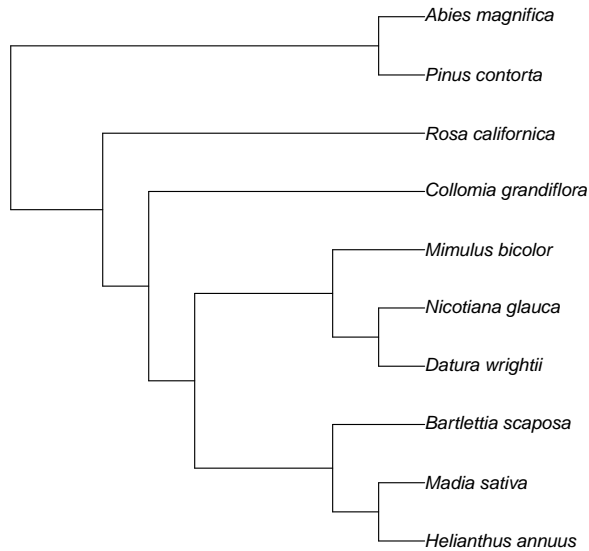 Abies magnifica
Pinus contorta
Rosa californica
Collomia grandiflora
Mimulus bicolor
Nicotiana glauca
Datura wrightii
Bartlettia scaposa
Madia sativa
Helianthus annuus